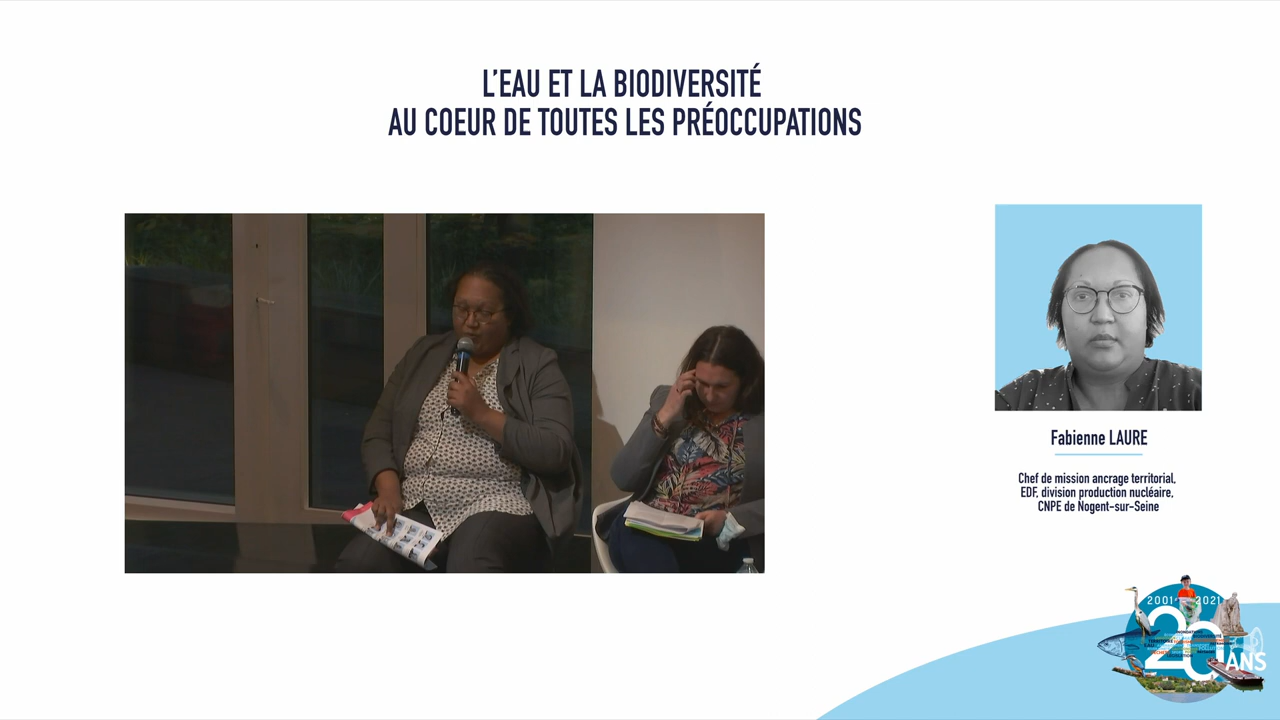 L'EAU ET LA BIODIVERSITÉ
AU COEUR DE TOUTES LES PRÉOCCUPATIONS
Fabienne LAURE
Chef de mission ancrage territorial,
EDF, division production nucléaire,
CNPE de Nogent-sur-Seine
2001 2021
20
ANS